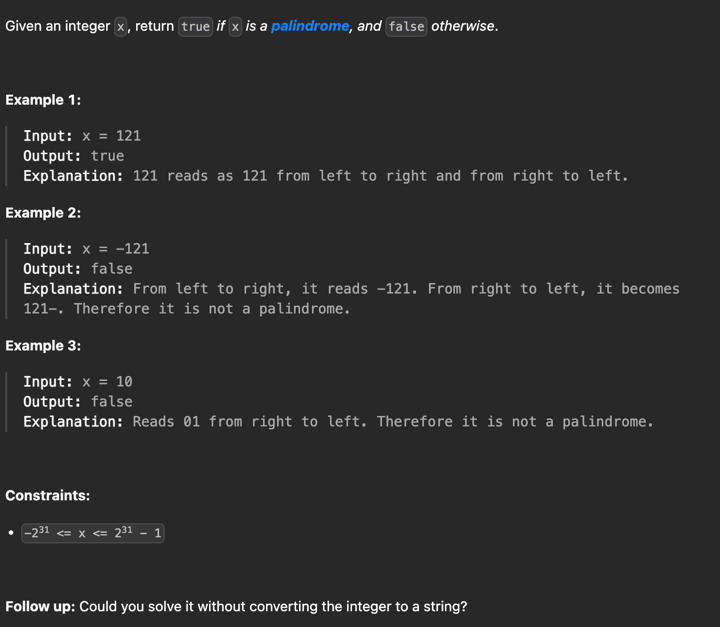 Given an integer x, return true if x is a palindrome, and false otherwise.
Example 1:
Input: x = 121
Output: true
Explanation: 121 reads as 121 from left to right and from right to left.
Example 2:
Input: x = -121
Output: false
Explanation: From left to right, it reads -121. From right to left, it becomes
121-. Therefore it is not a palindrome.
Example 3:
Input: x = 10
Output: false
Explanation: Reads 01 from right to left. Therefore it is not a palindrome.
Constraints:
• -2³¹ <= x <= 2³¹ - 1
Follow up: Could you solve it without converting the integer to a string?